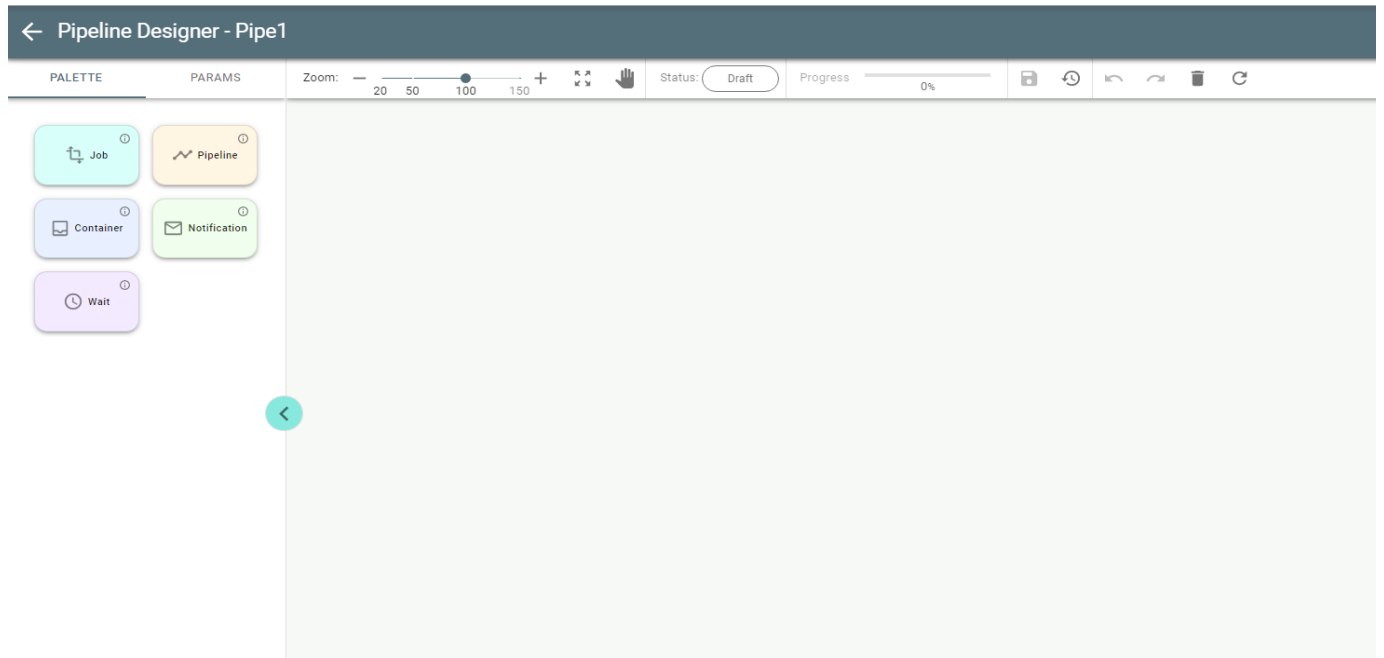 Pipeline Designer - Pipe1
PALETTE PARAMS Zoom: 20 50 100 150 Status: Draft Progress 0%
Job Pipeline
Container Notification
Wait